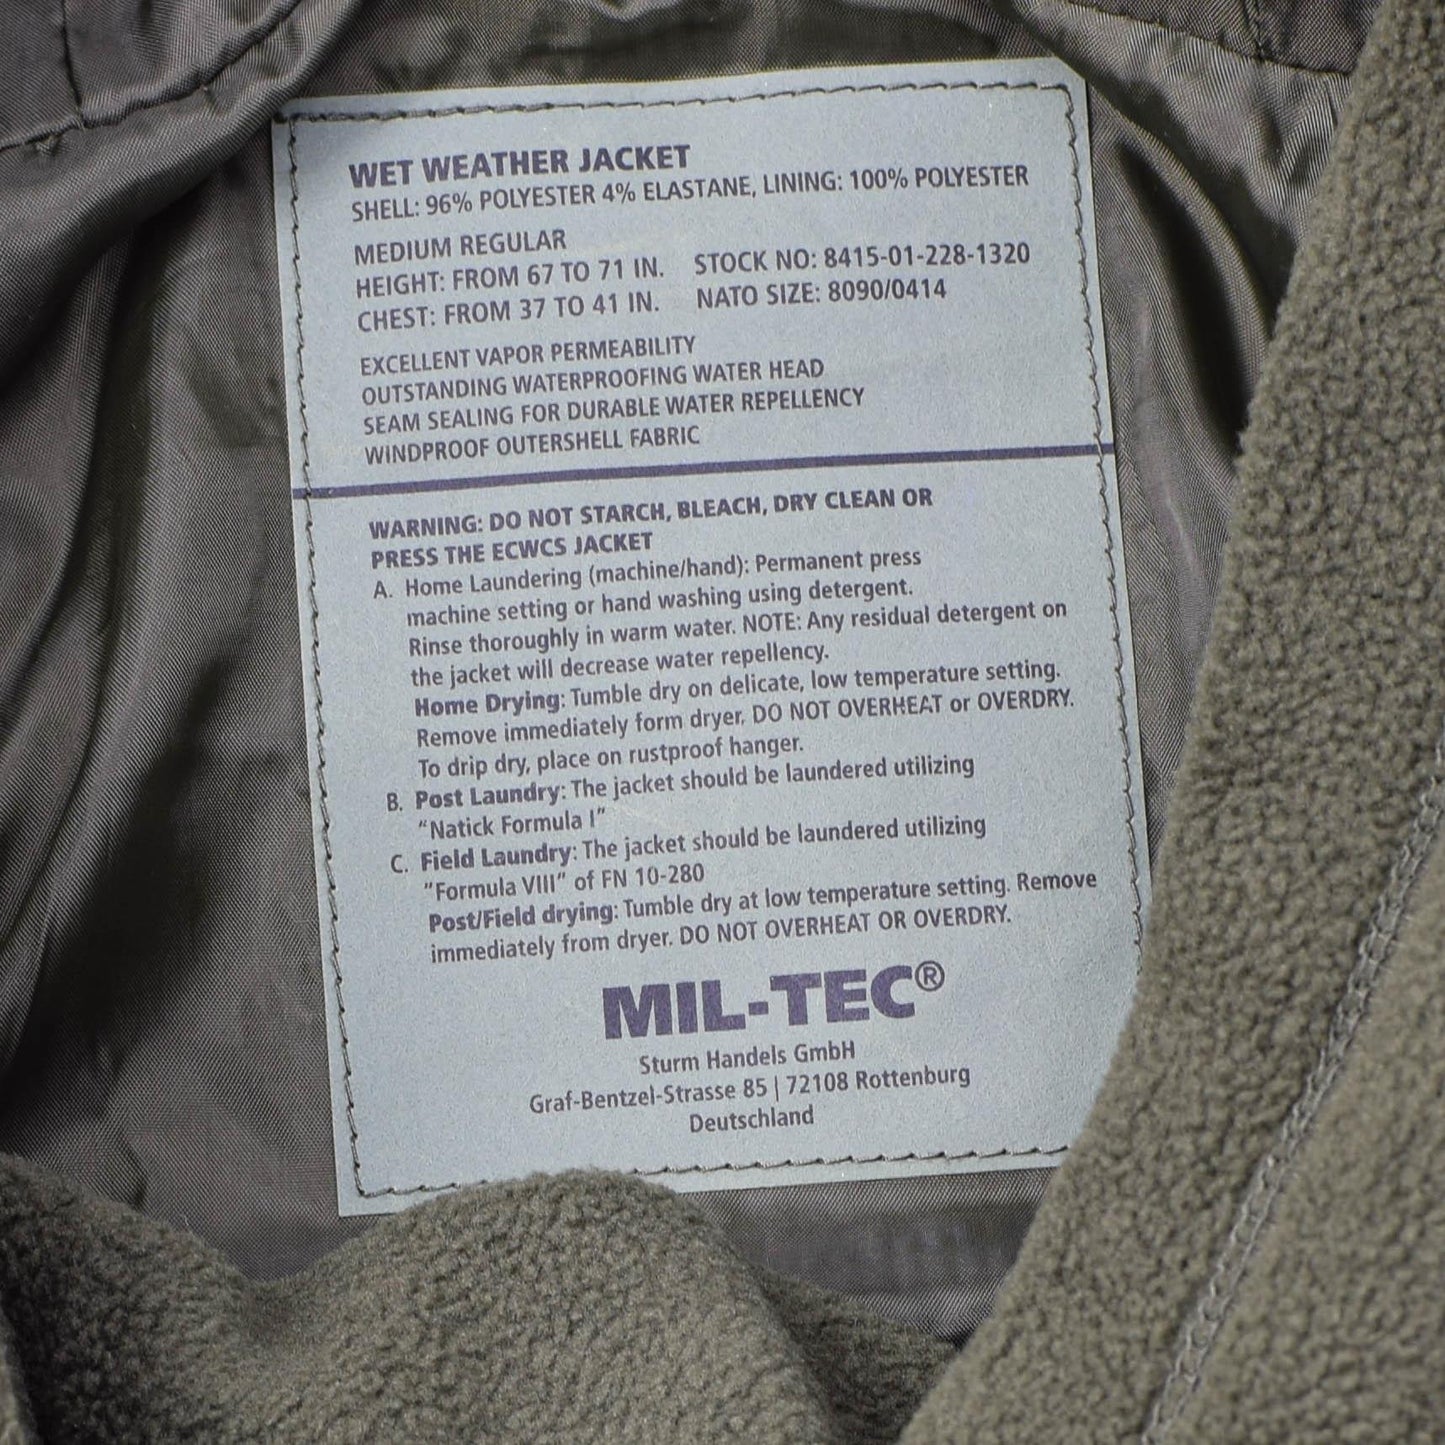 WET WEATHER JACKET
SHELL: 96% POLYESTER 4% ELASTANE, LINING: 100% POLYESTER
MEDIUM REGULAR
HEIGHT: FROM 67 TO 71 IN. STOCK NO: 8415-01-228-1320
CHEST: FROM 37 TO 41 IN. NATO SIZE: 8090/0414
EXCELLENT VAPOR PERMEABILITY
OUTSTANDING WATERPROOFING WATER HEAD
SEAM SEALING FOR DURABLE WATER REPELLENCY
WINDPROOF OUTERSHELL FABRIC
WARNING: DO NOT STARCH, BLEACH, DRY CLEAN OR
PRESS THE ECWCS JACKET
A. Home Laundering (machine/hand): Permanent press
machine setting or hand washing using detergent.
Rinse thoroughly in warm water. NOTE: Any residual detergent on
the jacket will decrease water repellency.
Home Drying: Tumble dry on delicate, low temperature setting.
Remove immediately form dryer. DO NOT OVERHEAT or OVERDRY.
To drip dry, place on rustproof hanger.
B. Post Laundry: The jacket should be laundered utilizing
“Natick Formula I”
C. Field Laundry: The jacket should be laundered utilizing
“Formula VIII” of FN 10-280
Post/Field drying: Tumble dry at low temperature setting. Remove
immediately from dryer. DO NOT OVERHEAT OR OVERDRY.
MIL-TEC®
Sturm Handels GmbH
Graf-Bentzel-Strasse 85 | 72108 Rottenburg
Deutschland